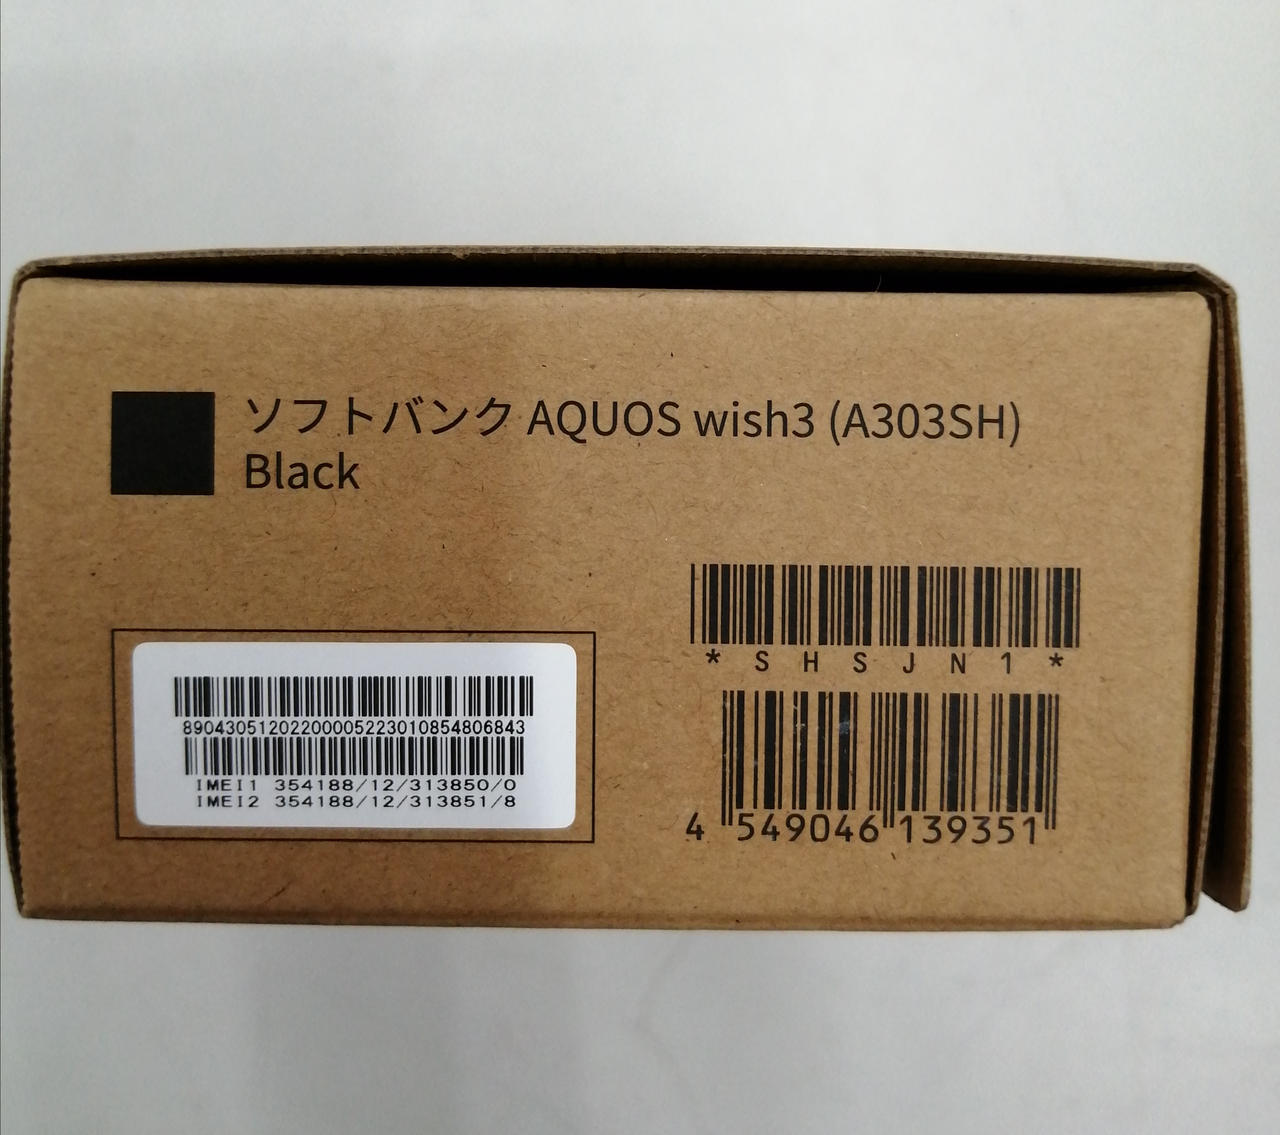 ソフトバンク AQUOS wish3 (A303SH)
Black
*SHSJN1*
89043051202200005223010854806843
IMEI1 354188/12/313850/0
IMEI2 354188/12/313851/8
4 549046 139351